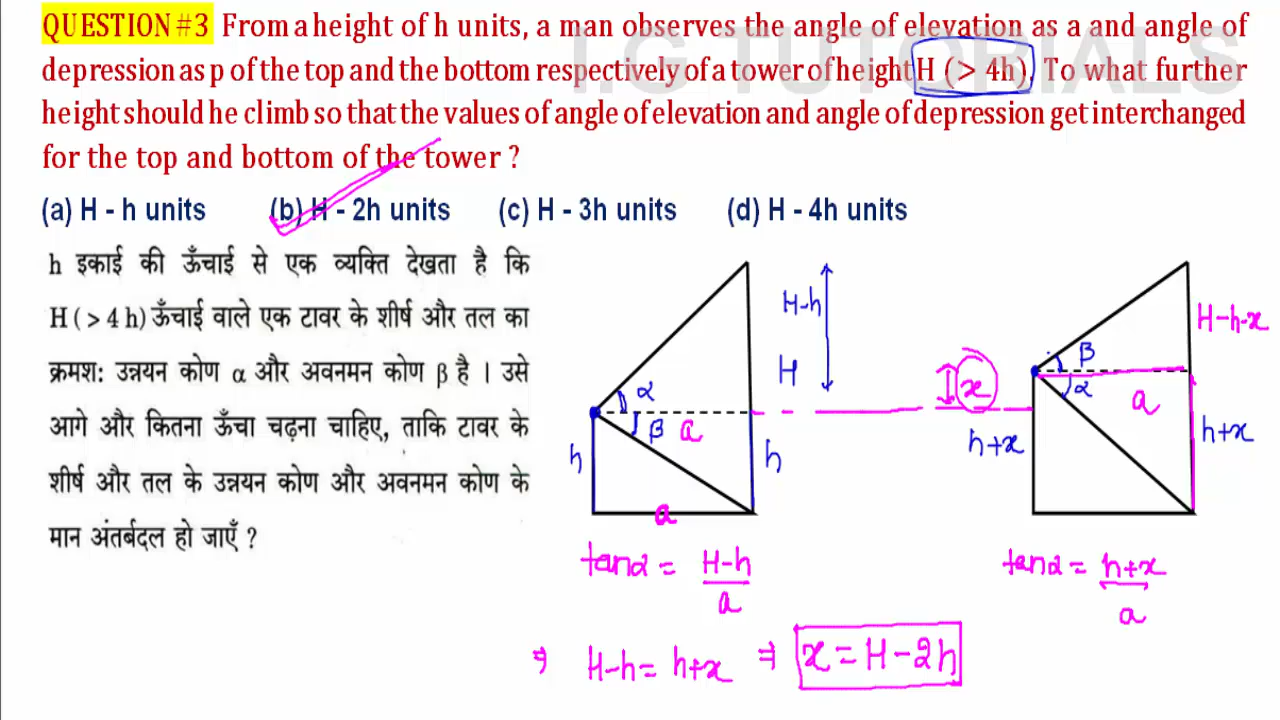 QUESTION#3 From a height of h units, a man observes the angle of elevation as a and angle of
depression as p of the top and the bottom respectively of a tower of height H (> 4h). To what further
height should he climb so that the values of angle of elevation and angle of depression get interchanged
for the top and bottom of the tower ?
I.G TUTORIALS
(a) H - h units (b) H - 2h units (c) H - 3h units (d) H - 4h units
h इकाई की ऊँचाई से एक व्यक्ति देखता है कि
H ( > 4 h) ऊँचाई वाले एक टावर के शीर्ष और तल का
क्रमश: उन्नयन कोण α और अवनमन कोण β है । उसे
आगे और कितना ऊँचा चढ़ना चाहिए, ताकि टावर के
शीर्ष और तल के उन्नयन कोण और अवनमन कोण के
मान अंतर्बदल हो जाएँ ?
H-h
H
α
β
a
h
h
a
x
H-h-x
β
α
a
h+x
h+x
tanα = H-h
a
tanα = h+x
a
⇒ H-h = h+x ⇒ x = H-2h